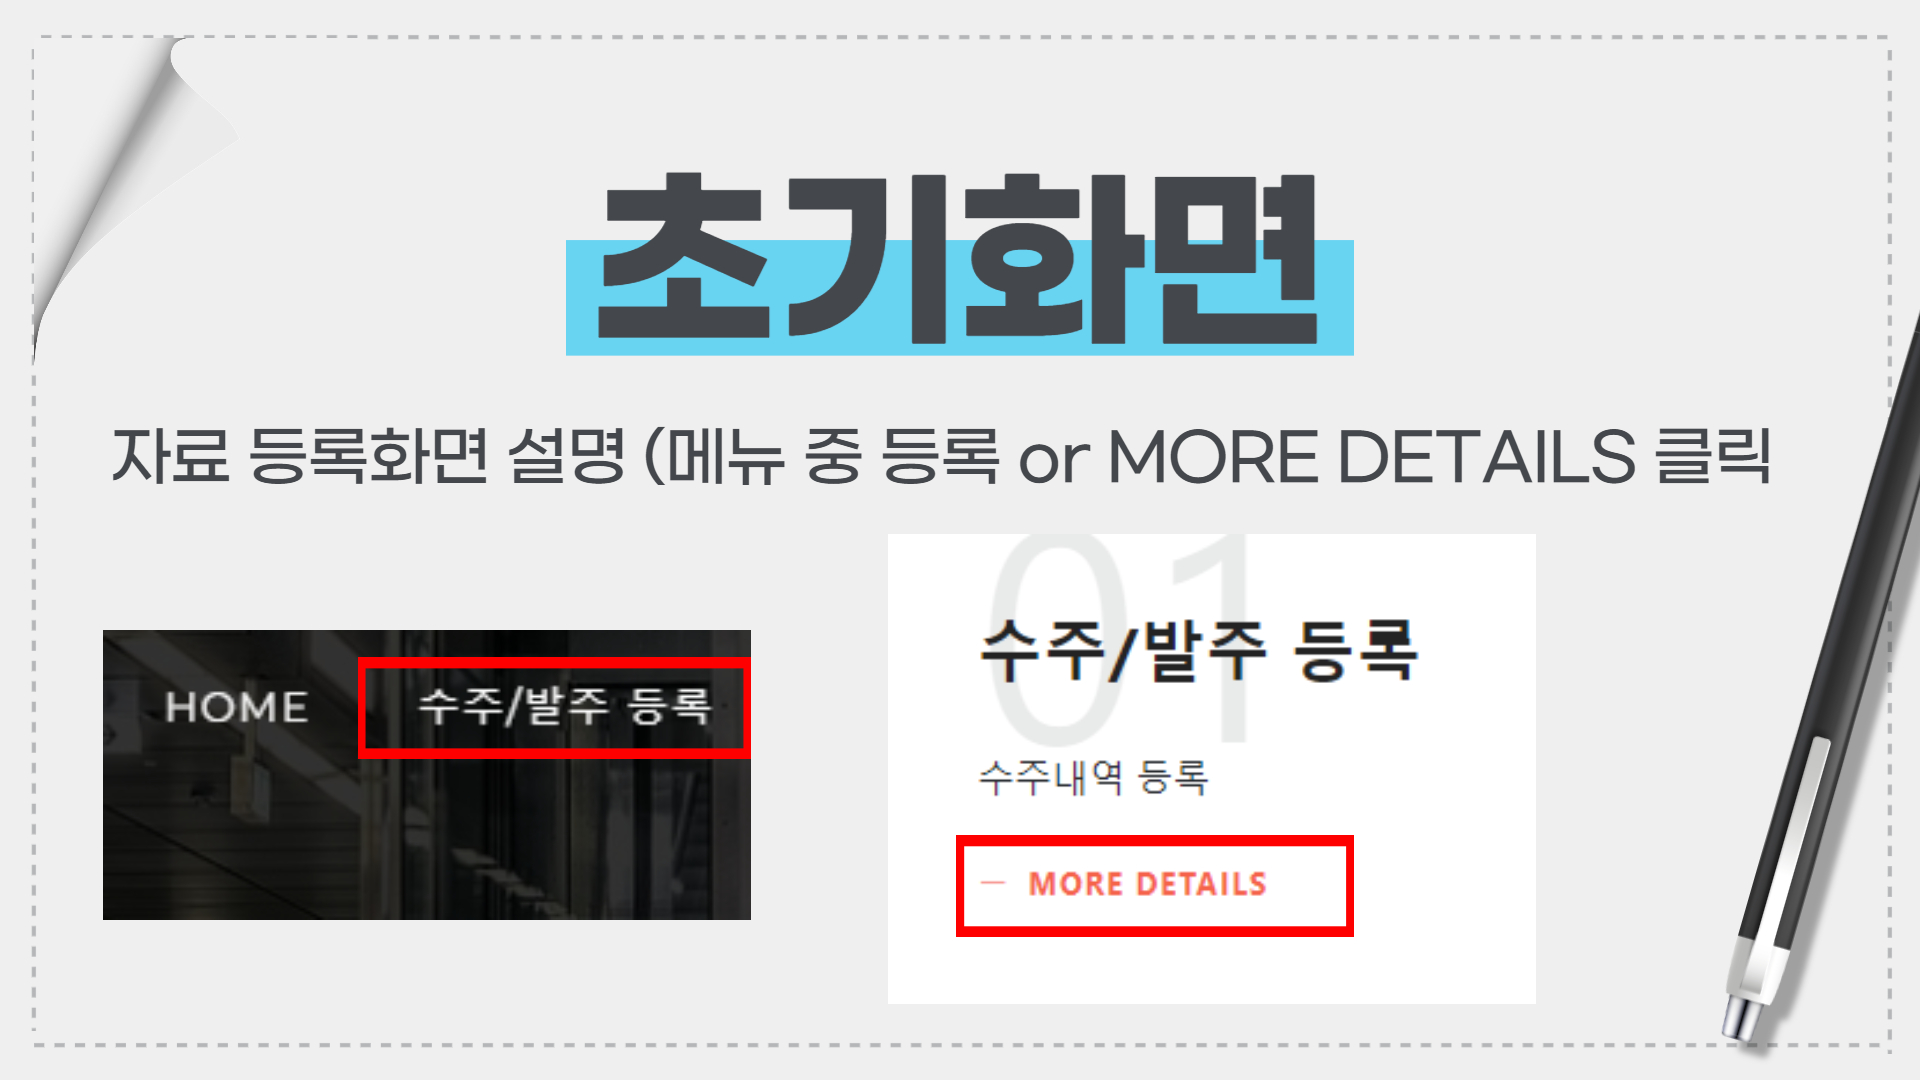 초기화면
자료 등록화면 설명 (메뉴 중 등록 or MORE DETAILS 클릭
HOME 수주/발주 등록
01
수주/발주 등록
수주내역 등록
MORE DETAILS